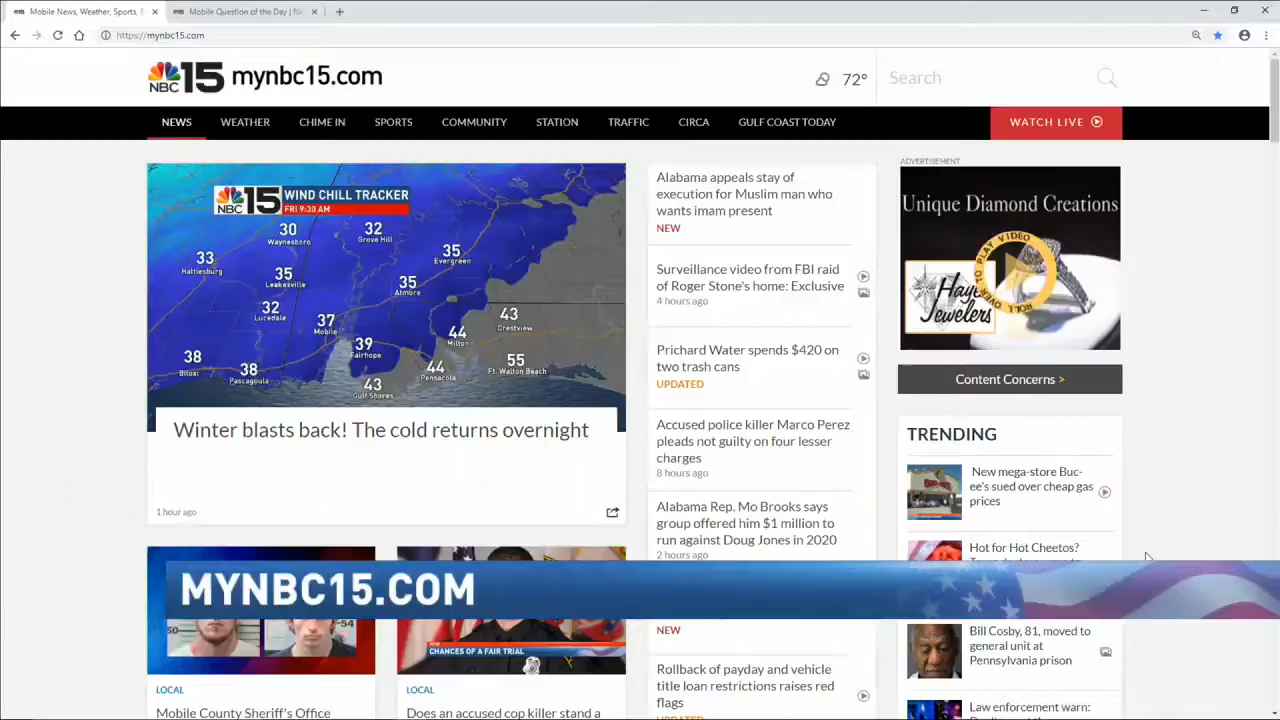 Mobile News, Weather, Sports, E
Mobile Question of the Day | N
https://mynbc15.com
NBC 15 mynbc15.com
72°
Search
NEWS
WEATHER
CHIME IN
SPORTS
COMMUNITY
STATION
TRAFFIC
CIRCA
GULF COAST TODAY
WATCH LIVE
NBC 15 WIND CHILL TRACKER
FRI 9:30 AM
30
Waynesboro
32
Grove Hill
33
Hattiesburg
35
Evergreen
35
Leakesville
35
Atmore
32
Lucedale
37
Mobile
43
Crestview
44
Milton
39
Fairhope
38
Biloxi
38
Pascagoula
44
Pensacola
55
Ft. Walton Beach
43
Gulf Shores
Winter blasts back! The cold returns overnight
1 hour ago
Alabama appeals stay of
execution for Muslim man who
wants imam present
NEW
Surveillance video from FBI raid
of Roger Stone's home: Exclusive
4 hours ago
Prichard Water spends $420 on
two trash cans
UPDATED
Accused police killer Marco Perez
pleads not guilty on four lesser
charges
8 hours ago
Alabama Rep. Mo Brooks says
group offered him $1 million to
run against Doug Jones in 2020
2 hours ago
ADVERTISEMENT
Unique Diamond Creations
ROLL OVER TO PLAY VIDEO
Jewelers
Content Concerns >
TRENDING
New mega-store Buc-
ee's sued over cheap gas
prices
Hot for Hot Cheetos?
MYNBC15.COM
50
54
CHANCES OF A FAIR TRIAL
NEW
Rollback of payday and vehicle
title loan restrictions raises red
flags
UPDATED
Bill Cosby, 81, moved to
general unit at
Pennsylvania prison
Law enforcement warn:
LOCAL
Mobile County Sheriff's Office
LOCAL
Does an accused cop killer stand a